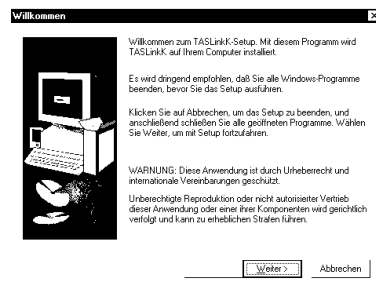 Willkommen
Willkommen zum TASLinkK-Setup. Mit diesem Programm wird
TASLinkK auf Ihrem Computer installiert.
Es wird dringend empfohlen, daß Sie alle Windows-Programme
beenden, bevor Sie das Setup ausführen.
Klicken Sie auf Abbrechen, um das Setup zu beenden, und
anschließend schließen Sie alle geöffneten Programme. Wählen
Sie Weiter, um mit Setup fortzufahren.
WARNUNG: Diese Anwendung ist durch Urheberrecht und
internationale Vereinbarungen geschützt.
Unberechtigte Reproduktion oder nicht autorisierter Vertrieb
dieser Anwendung oder einer ihrer Komponenten wird gerichtlich
verfolgt und kann zu erheblichen Strafen führen.
Weiter > Abbrechen